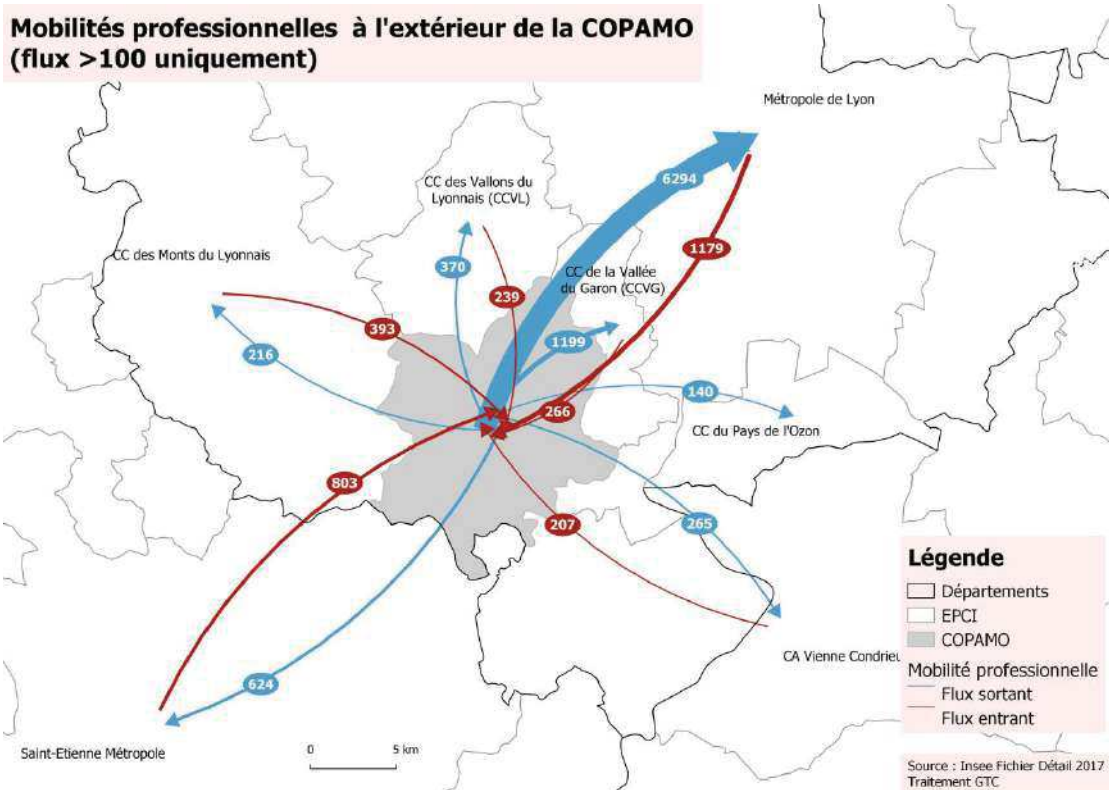 Mobilités professionnelles à l'extérieur de la COPAMO
(flux >100 uniquement)
Métropole de Lyon
6294
CC des Vallons du
Lyonnais (CCVL)
1179
CC des Monts du Lyonnais
370
CC de la Vallée
du Garon (CCVG)
239
393
216
1199
140
266
CC du Pays de l'Ozon
803
207
265
624
CA Vienne Condrieu
Saint-Etienne Métropole
0
5 km
Légende
Départements
EPCI
COPAMO
Mobilité professionnelle
Flux sortant
Flux entrant
Source : Insee Fichier Détail 2017
Traitement GTC